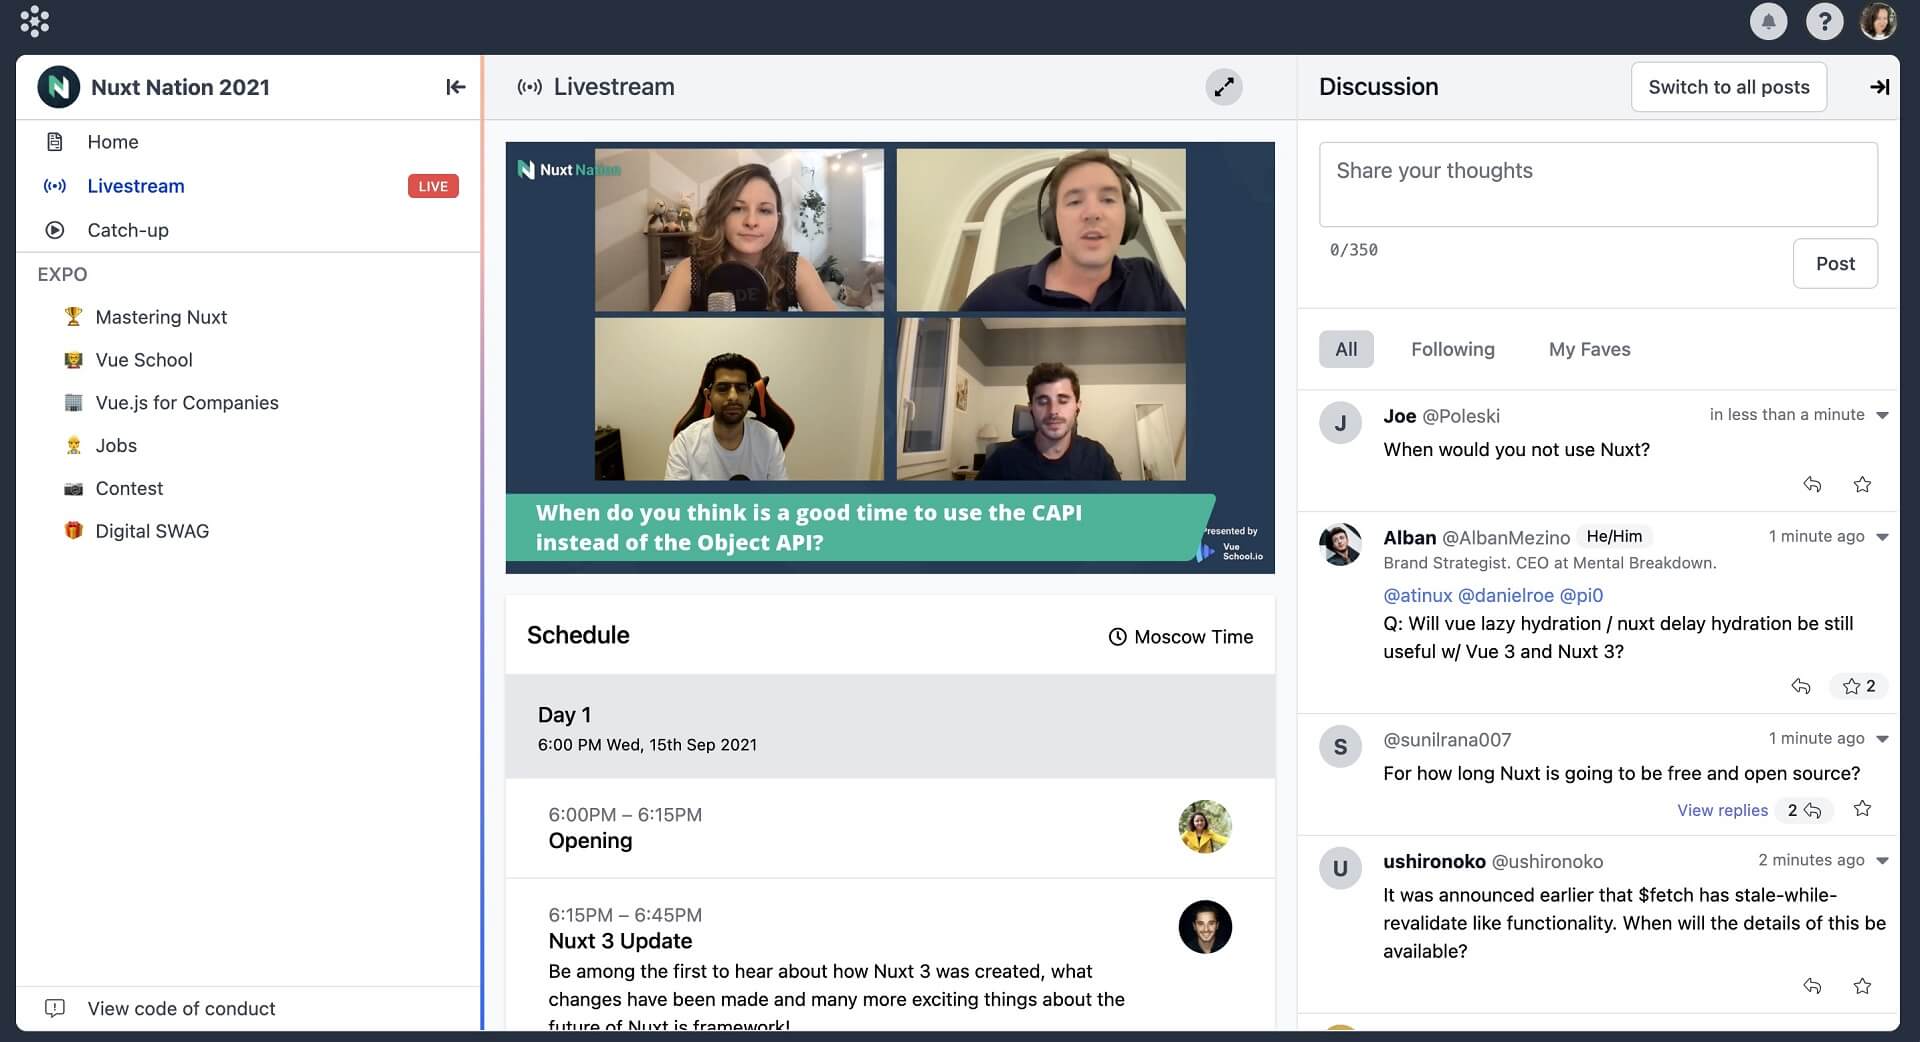 Nuxt Nation 2021
Home
Livestream
LIVE
Catch-up
EXPO
Mastering Nuxt
Vue School
Vue.js for Companies
Jobs
Contest
Digital SWAG
View code of conduct
Livestream
Nuxt Nation
When do you think is a good time to use the CAPI
instead of the Object API?
Presented by
Vue
School.io
Schedule
Moscow Time
Day 1
6:00 PM Wed, 15th Sep 2021
6:00PM – 6:15PM
Opening
6:15PM – 6:45PM
Nuxt 3 Update
Be among the first to hear about how Nuxt 3 was created, what
changes have been made and many more exciting things about the
future of Nuxt js framework!
Discussion
Switch to all posts
Share your thoughts
0/350
Post
All
Following
My Faves
J
Joe @Poleski
in less than a minute
When would you not use Nuxt?
Alban @AlbanMezino He/Him
1 minute ago
Brand Strategist. CEO at Mental Breakdown.
@atinux @danielroe @pi0
Q: Will vue lazy hydration / nuxt delay hydration be still
useful w/ Vue 3 and Nuxt 3?
2
S
@sunilrana007
1 minute ago
For how long Nuxt is going to be free and open source?
View replies
2
U
ushironoko @ushironoko
2 minutes ago
It was announced earlier that $fetch has stale-while-
revalidate like functionality. When will the details of this be
available?